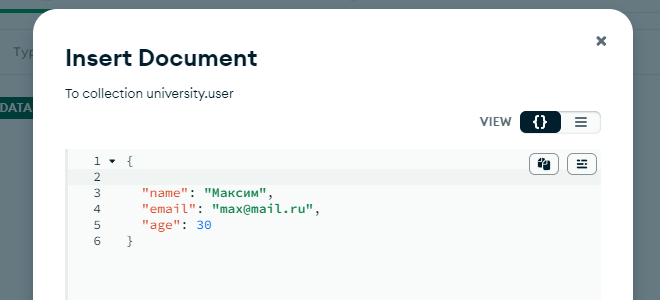 Typ
DATA
Insert Document
To collection university.user
VIEW {}
1 {
2
3 "name": "Максим",
4 "email": "max@mail.ru",
5 "age": 30
6 }